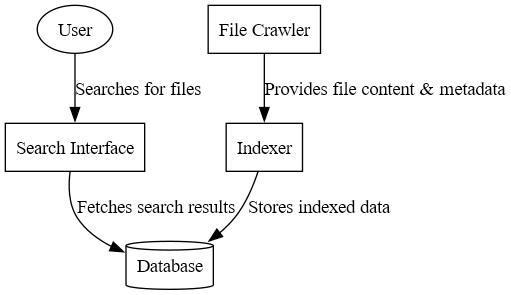 User
File Crawler
Searches for files
Provides file content & metadata
Search Interface
Indexer
Fetches search results
Stores indexed data
Database